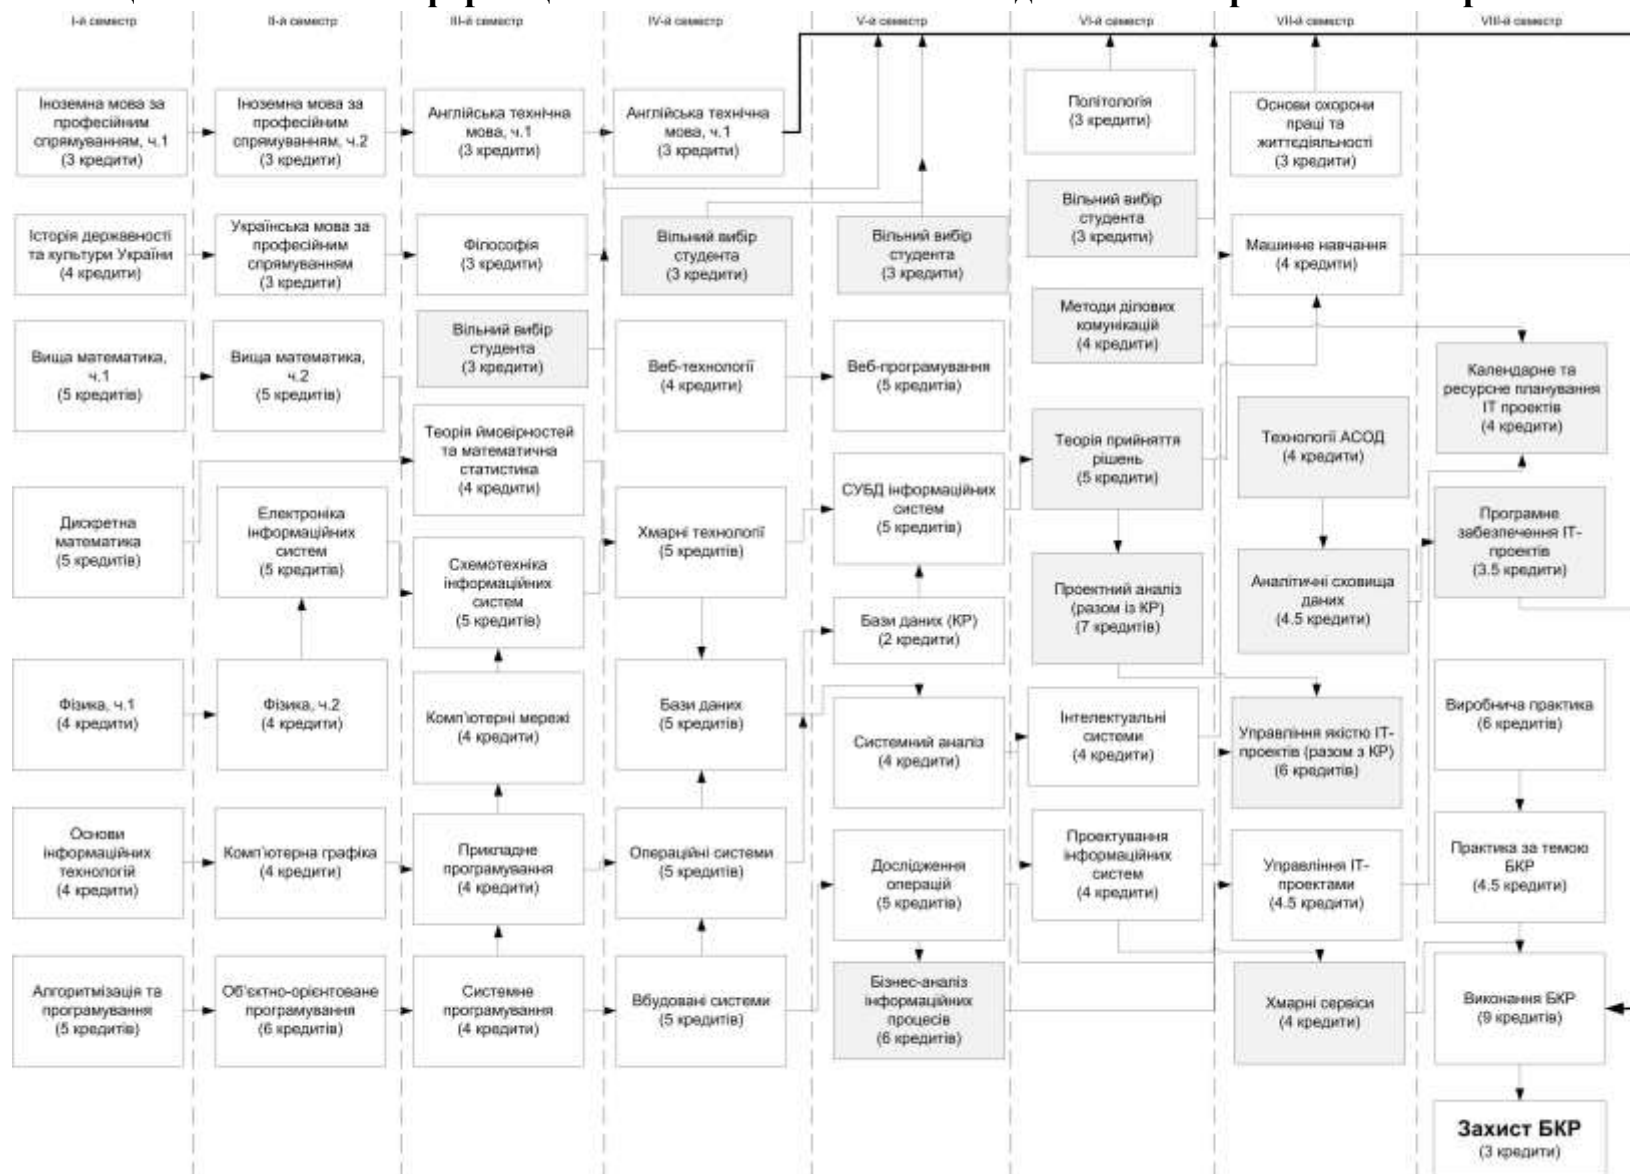 I-й семестр
II-й семестр
III-й семестр
IV-й семестр
V-й семестр
VI-й семестр
VII-й семестр
VIII-й семестр
Іноземна мова за
професійним
спрямуванням, ч.1
(3 кредити)
Історія державності
та культури України
(4 кредити)
Вища математика,
ч.1
(5 кредитів)
Дискретна
математика
(5 кредитів)
Фізика, ч.1
(4 кредити)
Основи
інформаційних
технологій
(4 кредити)
Алгоритмізація та
програмування
(5 кредитів)
Іноземна мова за
професійним
спрямуванням, ч.2
(3 кредити)
Українська мова за
професійним
спрямуванням
(3 кредити)
Вища математика,
ч.2
(5 кредитів)
Електроніка
інформаційних
систем
(5 кредитів)
Фізика, ч.2
(4 кредити)
Комп'ютерна графіка
(4 кредити)
Об'єктно-орієнтоване
програмування
(6 кредитів)
Англійська технічна
мова, ч.1
(3 кредити)
Філософія
(3 кредити)
Вільний вибір
студента
(3 кредити)
Теорія ймовірностей
та математична
статистика
(4 кредити)
Схемотехніка
інформаційних
систем
(5 кредитів)
Комп'ютерні мережі
(4 кредити)
Прикладне
програмування
(4 кредити)
Системне
програмування
(4 кредити)
Англійська технічна
мова, ч.1
(3 кредити)
Вільний вибір
студента
(3 кредити)
Веб-технології
(4 кредити)
Хмарні технології
(5 кредитів)
Бази даних
(5 кредитів)
Операційні системи
(5 кредитів)
Вбудовані системи
(5 кредитів)
Вільний вибір
студента
(3 кредити)
Веб-програмування
(5 кредитів)
СУБД інформаційних
систем
(5 кредитів)
Бази даних (КР)
(2 кредити)
Системний аналіз
(4 кредити)
Дослідження
операцій
(5 кредитів)
Бізнес-аналіз
інформаційних
процесів
(6 кредитів)
Політологія
(3 кредити)
Вільний вибір
студента
(3 кредити)
Методи ділових
комунікацій
(4 кредити)
Теорія прийняття
рішень
(5 кредитів)
Проектний аналіз
(разом із КР)
(7 кредитів)
Інтелектуальні
системи
(4 кредити)
Проектування
інформаційних
систем
(4 кредити)
Основи охорони
праці та
життєдіяльності
(3 кредити)
Машинне навчання
(4 кредити)
Технології АСОД
(4 кредити)
Аналітичні сховища
даних
(4.5 кредити)
Управління якістю ІТ-
проектів (разом з КР)
(6 кредитів)
Управління ІТ-
проектами
(4.5 кредити)
Хмарні сервіси
(4 кредити)
Календарне та
ресурсне планування
ІТ проектів
(4 кредити)
Програмне
забезпечення ІТ-
проектів
(3.5 кредити)
Виробнича практика
(6 кредитів)
Практика за темою
БКР
(4.5 кредити)
Виконання БКР
(9 кредитів)
Захист БКР
(3 кредити)